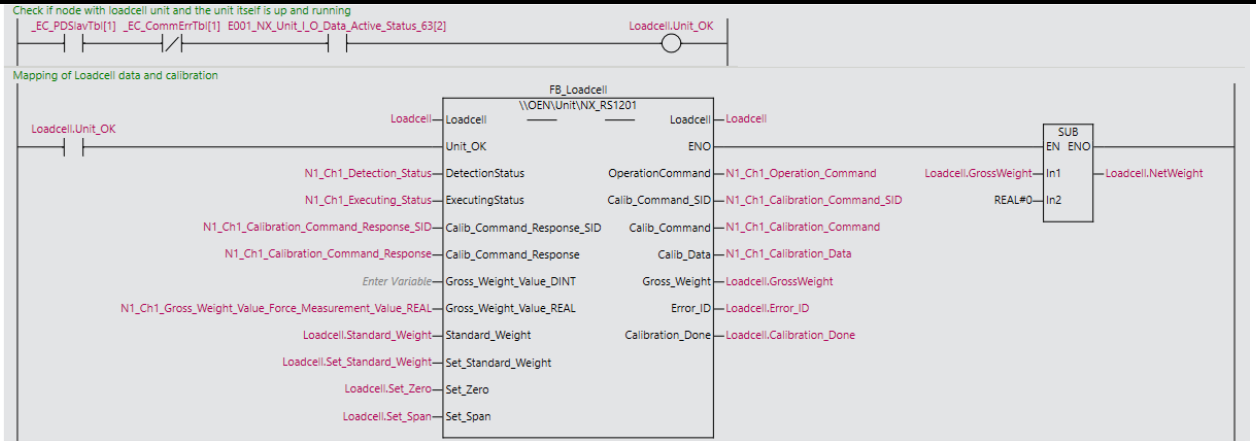 Check if node with loadcell unit and the unit itself is up and running
_EC_PDSlavTbl[1] _EC_CommErrTbl[1] E001_NX_Unit_I_O_Data_Active_Status_63[2] Loadcell.Unit_OK
Mapping of Loadcell data and calibration
FB_Loadcell
\\OEN\Unit\NX_RS1201
Loadcell Loadcell Loadcell Loadcell
Loadcell.Unit_OK
SUB
Unit_OK ENO EN ENO
N1_Ch1_Detection_Status DetectionStatus OperationCommand N1_Ch1_Operation_Command Loadcell.GrossWeight In1 Loadcell.NetWeight
N1_Ch1_Executing_Status ExecutingStatus Calib_Command_SID N1_Ch1_Calibration_Command_SID REAL#0 In2
N1_Ch1_Calibration_Command_Response_SID Calib_Command_Response_SID Calib_Command N1_Ch1_Calibration_Command
N1_Ch1_Calibration_Command_Response Calib_Command_Response Calib_Data N1_Ch1_Calibration_Data
Enter Variable Gross_Weight_Value_DINT Gross_Weight Loadcell.GrossWeight
N1_Ch1_Gross_Weight_Value_Force_Measurement_Value_REAL Gross_Weight_Value_REAL Error_ID Loadcell.Error_ID
Loadcell.Standard_Weight Standard_Weight Calibration_Done Loadcell.Calibration_Done
Loadcell.Set_Standard_Weight Set_Standard_Weight
Loadcell.Set_Zero Set_Zero
Loadcell.Set_Span Set_Span